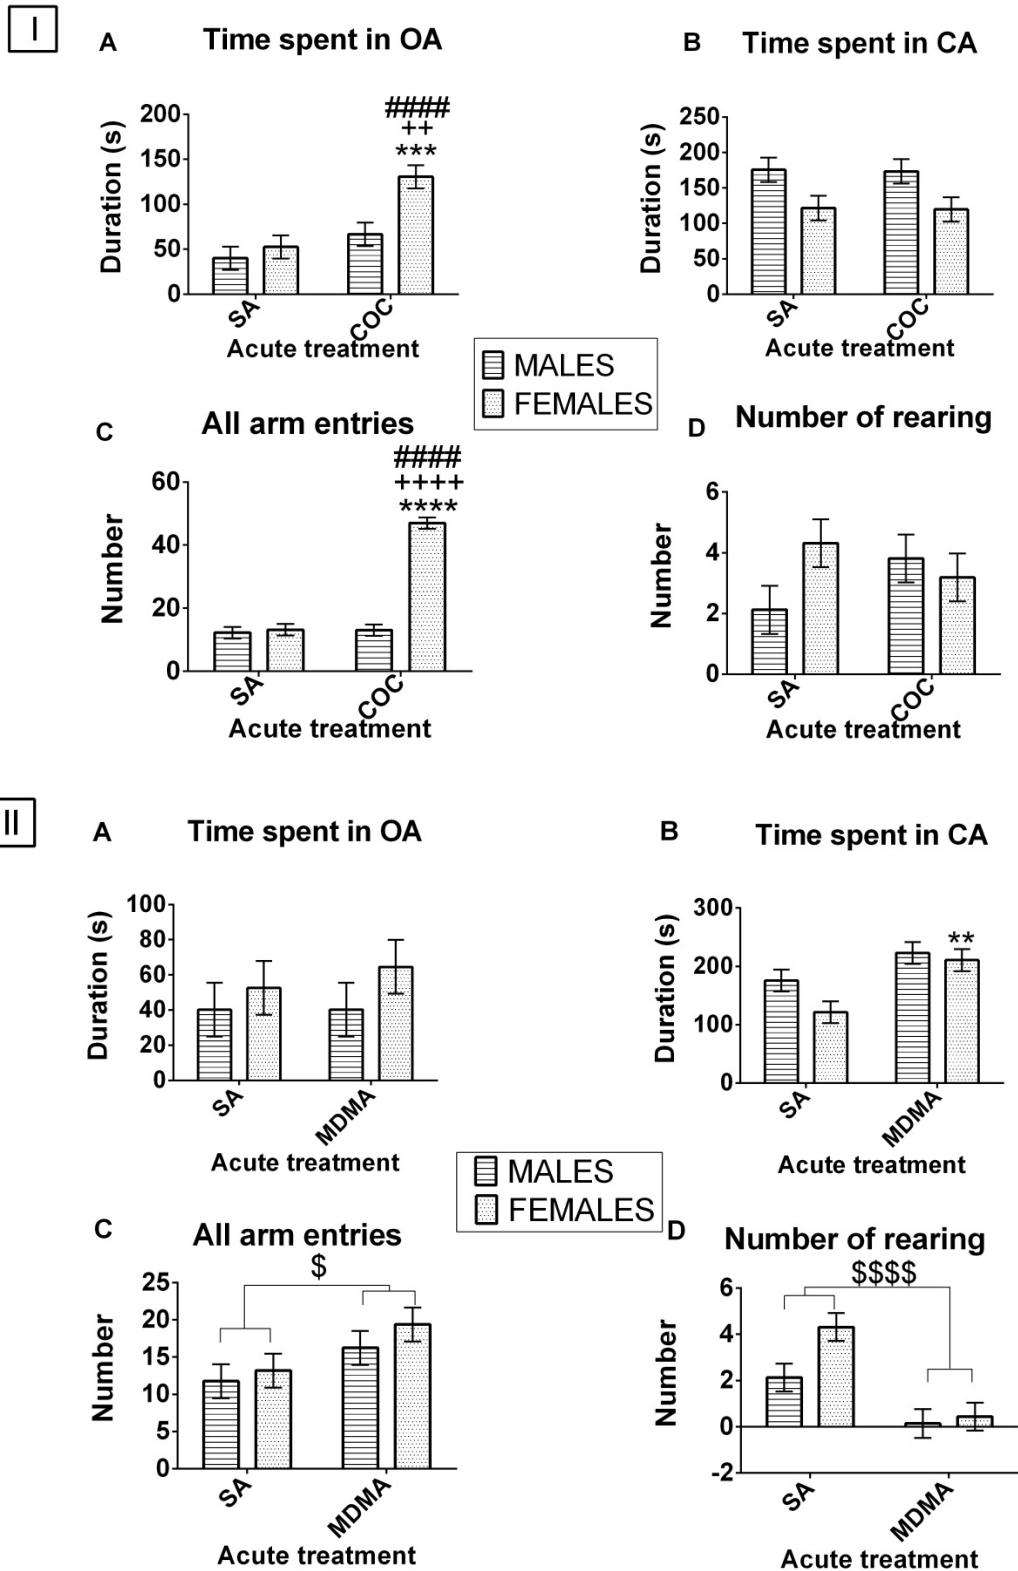 I
A Time spent in OA
Duration (s)
200
150
100
50
0
####
++
***
SA COC
Acute treatment
B Time spent in CA
Duration (s)
250
200
150
100
50
0
SA COC
Acute treatment
MALES
FEMALES
C All arm entries
Number
60
40
20
0
####
++++
****
SA COC
Acute treatment
D Number of rearing
Number
6
4
2
0
SA COC
Acute treatment
II
A Time spent in OA
Duration (s)
100
80
60
40
20
0
SA MDMA
Acute treatment
B Time spent in CA
Duration (s)
300
200
100
0
**
SA MDMA
Acute treatment
MALES
FEMALES
C All arm entries
Number
25
20
15
10
5
0
$
SA MDMA
Acute treatment
D Number of rearing
Number
6
4
2
0
-2
$$$$
SA MDMA
Acute treatment